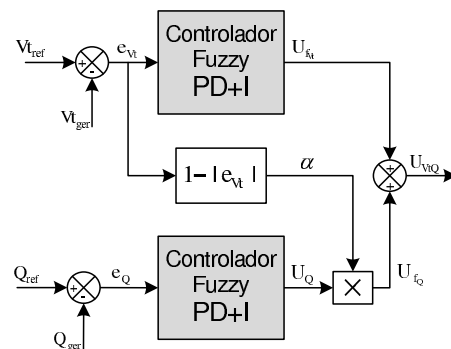 Vt_ref
+
-
e_Vt
Controlador
Fuzzy
PD+I
U_f_Vt
Vt_ger
1- | e_Vt |
α
+
+
U_VtQ
Q_ref
+
-
e_Q
Controlador
Fuzzy
PD+I
U_Q
×
U_f_Q
Q_ger